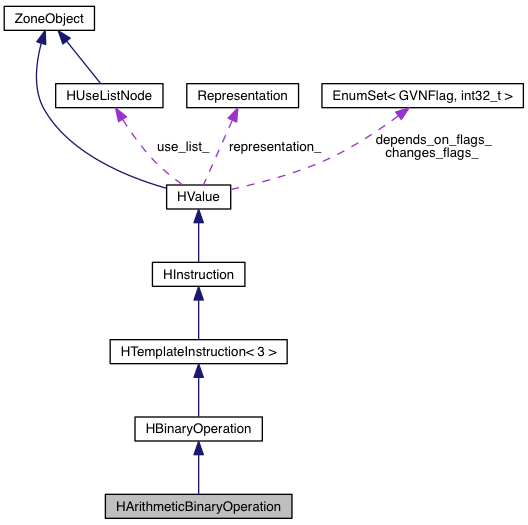 ZoneObject
HUseListNode
Representation
EnumSet< GVNFlag, int32_t >
use_list_
representation_
depends_on_flags_
changes_flags_
HValue
HInstruction
HTemplateInstruction< 3 >
HBinaryOperation
HArithmeticBinaryOperation